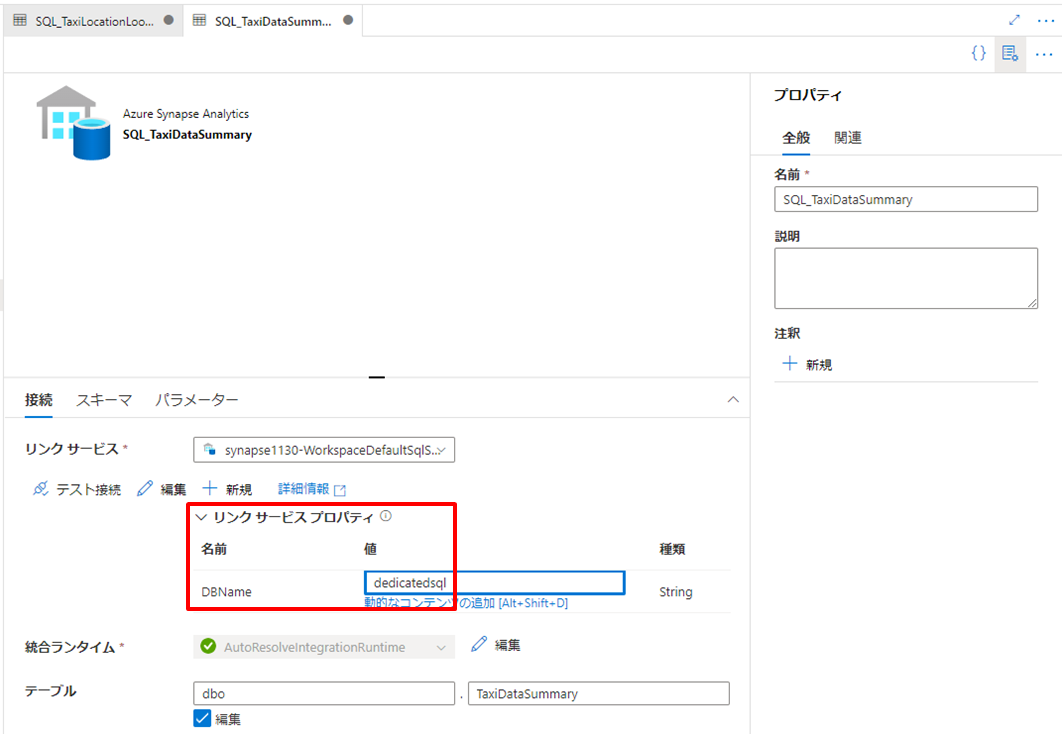 SQL_TaxiLocationLoo...
SQL_TaxiDataSumm...
{}
プロパティ
Azure Synapse Analytics
SQL_TaxiDataSummary
全般
関連
名前 *
SQL_TaxiDataSummary
説明
注釈
新規
接続
スキーマ
パラメーター
リンク サービス *
synapse1130-WorkspaceDefaultSqlS...
テスト接続
編集
新規
詳細情報
リンク サービス プロパティ
名前
値
種類
DBName
dedicatedsql
String
動的なコンテンツの追加 [Alt+Shift+D]
統合ランタイム *
AutoResolveIntegrationRuntime
編集
テーブル
dbo
.
TaxiDataSummary
編集